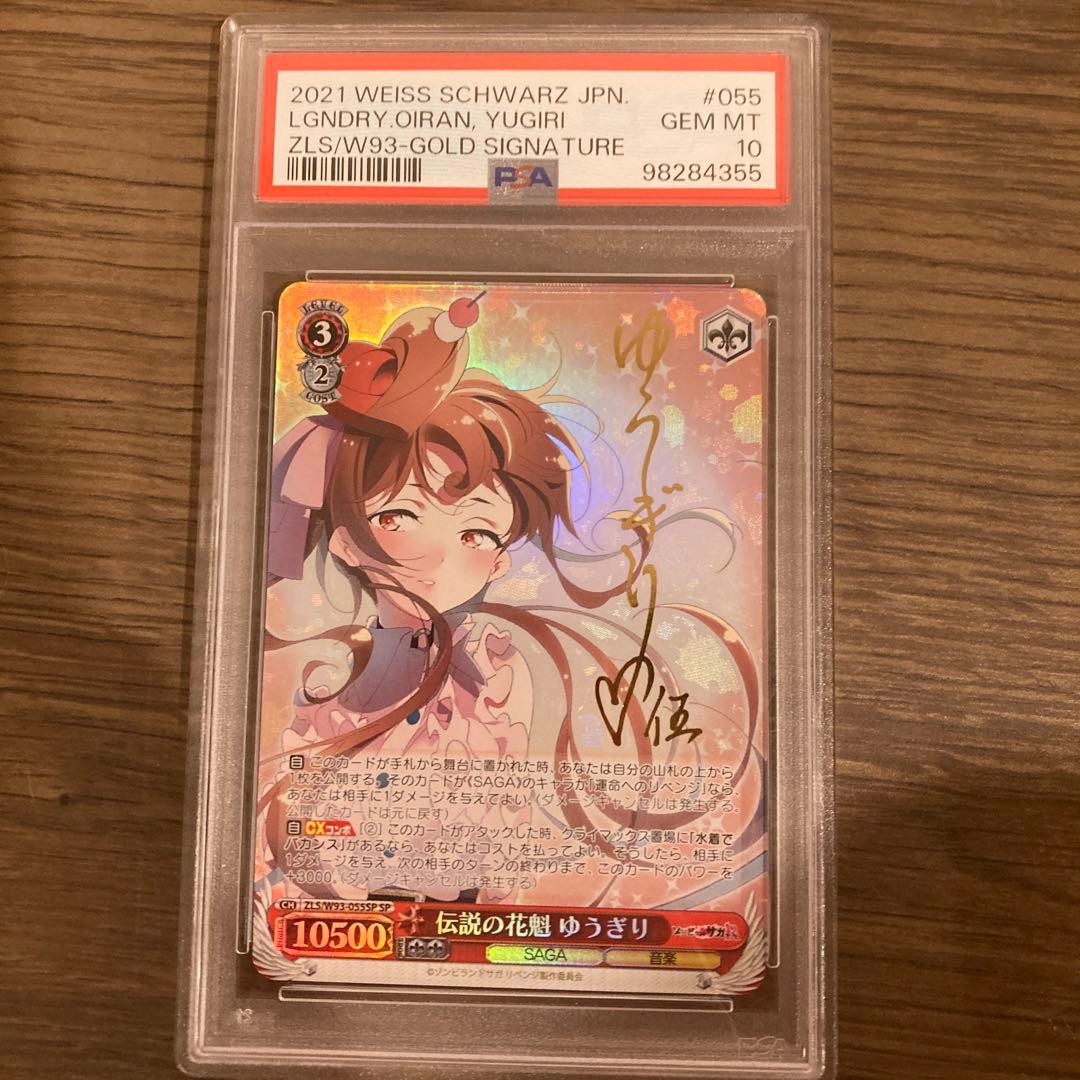 2021 WEISS SCHWARZ JPN. #055
LGNDRY.OIRAN, YUGIRI GEM MT
ZLS/W93-GOLD SIGNATURE 10
PSA 98284355
LEVEL
3
2
COST
ゆうぎり
ゆ伍
自 このカードが手札から舞台に置かれた時、あなたは自分の山札の上から
1枚を公開する。そのカードが《SAGA》のキャラか「運命へのリベンジ」なら、
あなたは相手に1ダメージを与えてよい。(ダメージキャンセルは発生する。
公開したカードは元に戻す)
自 CXコンボ [②] このカードがアタックした時、クライマックス置場に「水着で
バカンス」があるなら、あなたはコストを払ってよい。そうしたら、相手に
1ダメージを与え、次の相手のターンの終わりまで、このカードのパワーを
+3000。(ダメージキャンセルは発生する)
CH ZLS/W93-055SP SP
10500 伝説の花魁 ゆうぎり
SAGA 音楽
©ゾンビランドサガ リベンジ製作委員会